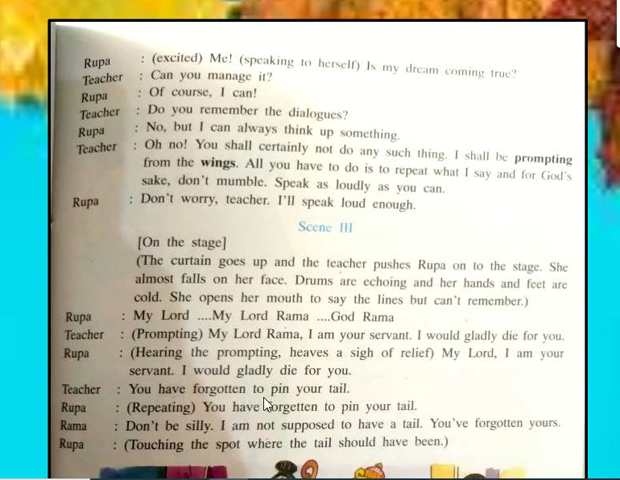 Rupa : (excited) Me! (speaking to herself) Is my dream coming true?
Teacher : Can you manage it?
Rupa : Of course, I can!
Teacher : Do you remember the dialogues?
Rupa : No, but I can always think up something.
Teacher : Oh no! You shall certainly not do any such thing. I shall be prompting
from the wings. All you have to do is to repeat what I say and for God's
sake, don't mumble. Speak as loudly as you can.
Rupa : Don't worry, teacher. I'll speak loud enough.
Scene III
[On the stage]
(The curtain goes up and the teacher pushes Rupa on to the stage. She
almost falls on her face. Drums are echoing and her hands and feet are
cold. She opens her mouth to say the lines but can't remember.)
Rupa : My Lord ....My Lord Rama ....God Rama
Teacher : (Prompting) My Lord Rama, I am your servant. I would gladly die for you.
Rupa : (Hearing the prompting, heaves a sigh of relief) My Lord, I am your
servant. I would gladly die for you.
Teacher : You have forgotten to pin your tail.
Rupa : (Repeating) You have forgetten to pin your tail.
Rama : Don't be silly. I am not supposed to have a tail. You've forgotten yours.
Rupa : (Touching the spot where the tail should have been.)